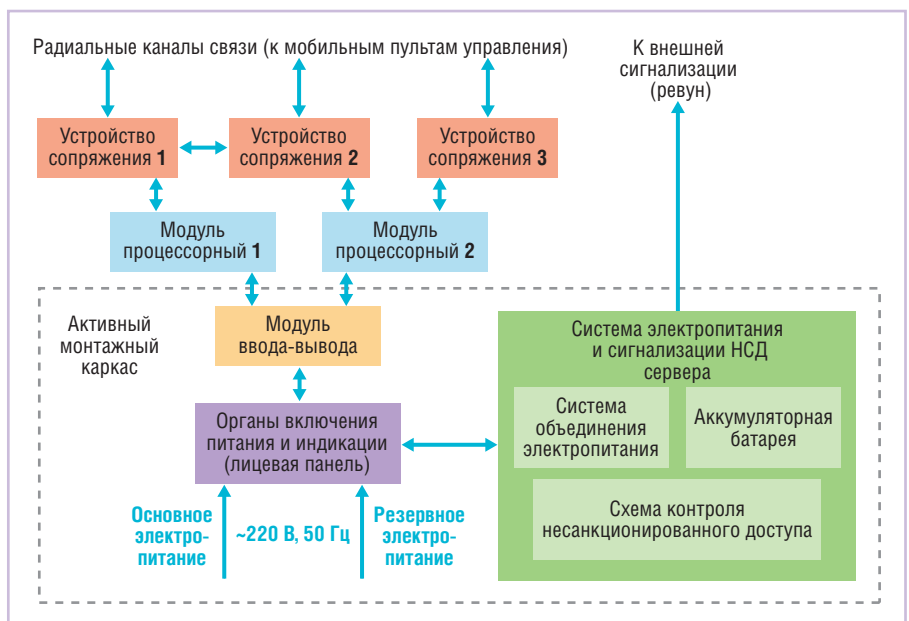 Радиальные каналы связи (к мобильным пультам управления)
К внешней
сигнализации
(ревун)
Устройство
сопряжения 1
Устройство
сопряжения 2
Устройство
сопряжения 3
Модуль
процессорный 1
Модуль
процессорный 2
Активный
монтажный
каркас
Модуль
ввода-вывода
Система электропитания
и сигнализации НСД
сервера
Система
объединения
электропитания
Аккумуляторная
батарея
Органы включения
питания и индикации
(лицевая панель)
Схема контроля
несанкционированного доступа
Основное
электро-
питание
~220 В, 50 Гц
Резервное
электро-
питание